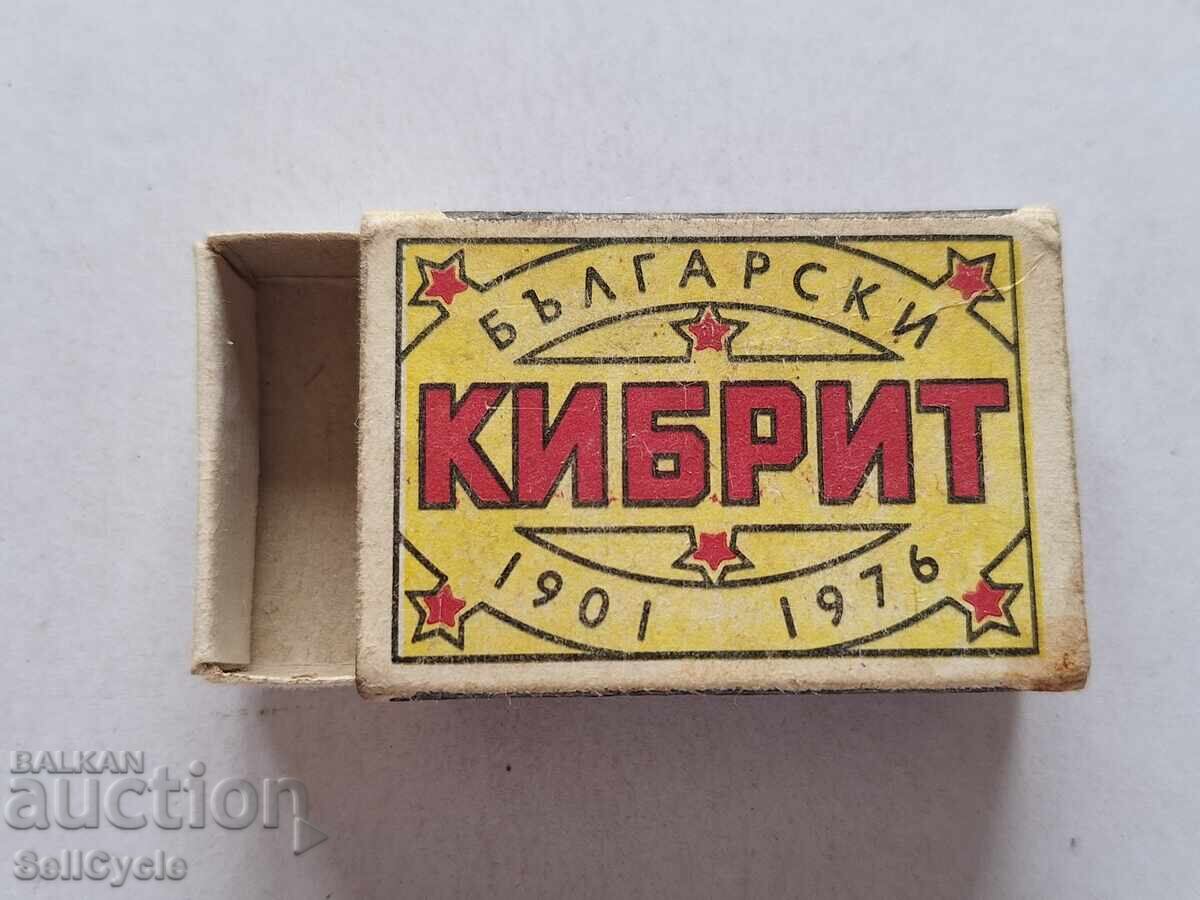 БЪЛГАРСКИ
КИБРИТ
1901 1976
BALKAN
auction
SellCycle